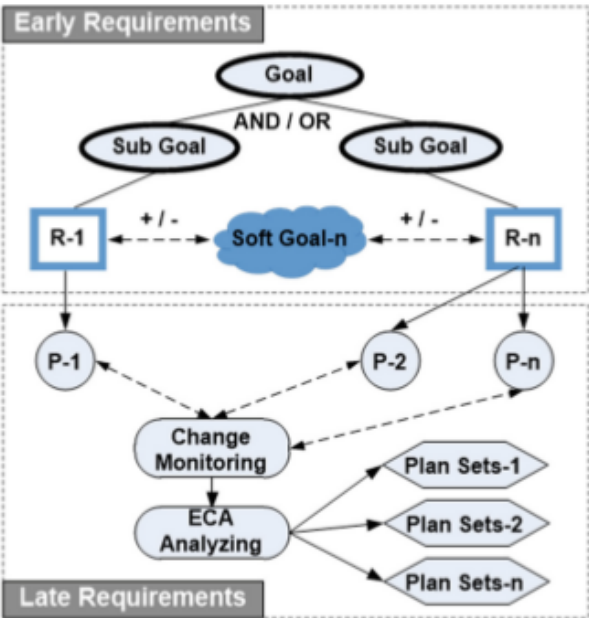 Early Requirements
Goal
AND / OR
Sub Goal
Sub Goal
R-1
+ / -
Soft Goal-n
+ / -
R-n
P-1
P-2
P-n
Change
Monitoring
Plan Sets-1
ECA
Analyzing
Plan Sets-2
Plan Sets-n
Late Requirements